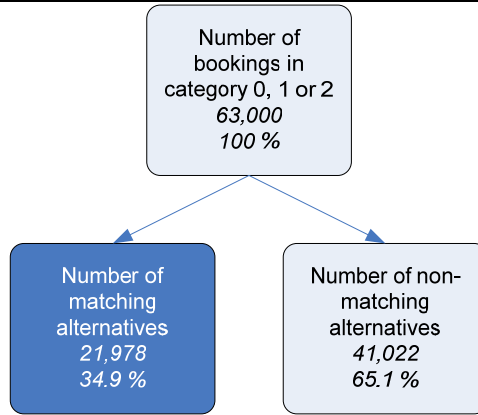 Number of
bookings in
category 0, 1 or 2
63,000
100 %
Number of
matching
alternatives
21,978
34.9 %
Number of non-
matching
alternatives
41,022
65.1 %